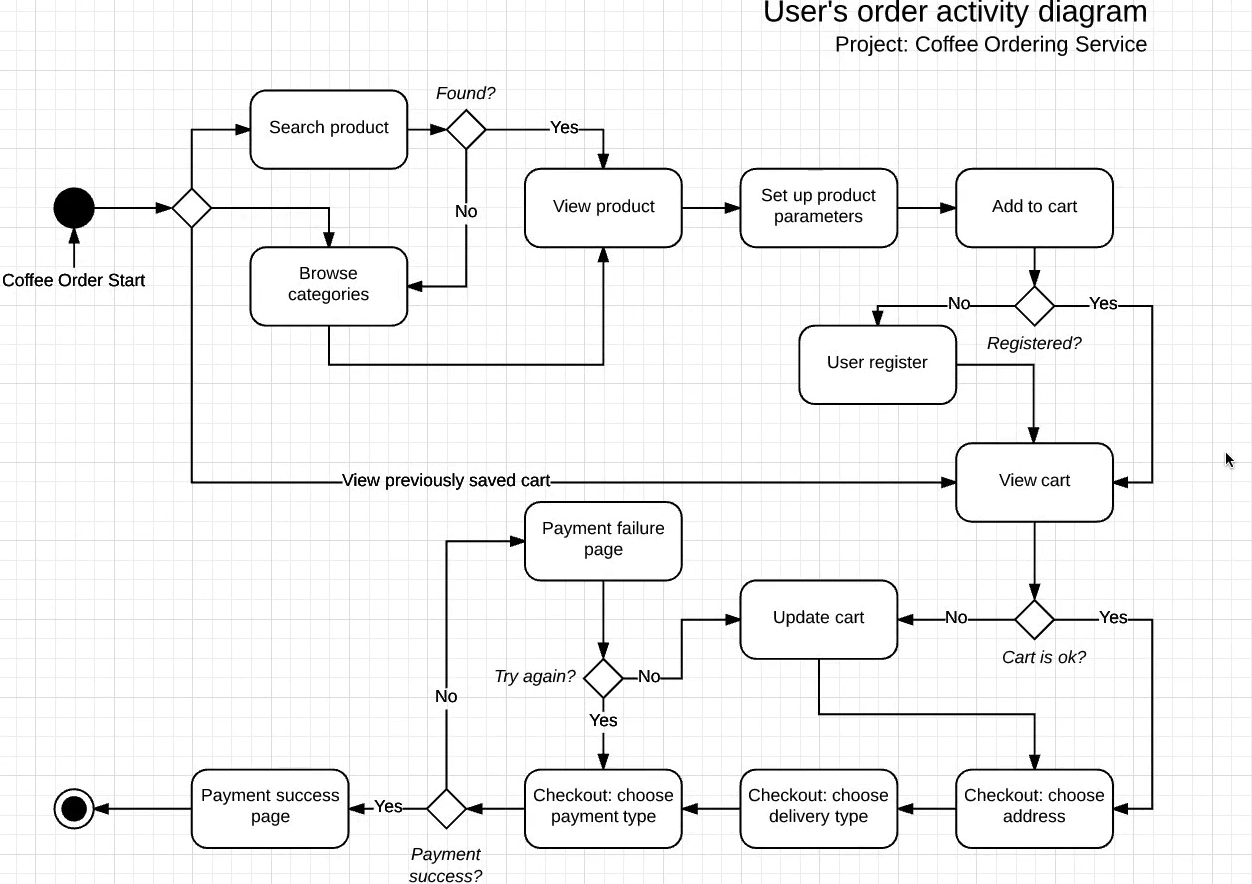 User's order activity diagram
Project: Coffee Ordering Service
Found?
Search product
Yes
View product
Set up product
parameters
Add to cart
No
Coffee Order Start
Browse
categories
No
Yes
Registered?
User register
View previously saved cart
View cart
Payment failure
page
Update cart
No
Yes
Cart is ok?
Try again?
No
No
Yes
Payment success
page
Yes
Checkout: choose
payment type
Checkout: choose
delivery type
Checkout: choose
address
Payment
success?